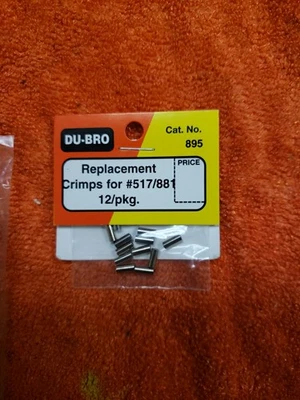 DU-BRO
Cat. No.
895
Replacement
Crimps for #517/881
12/pkg.
PRICE